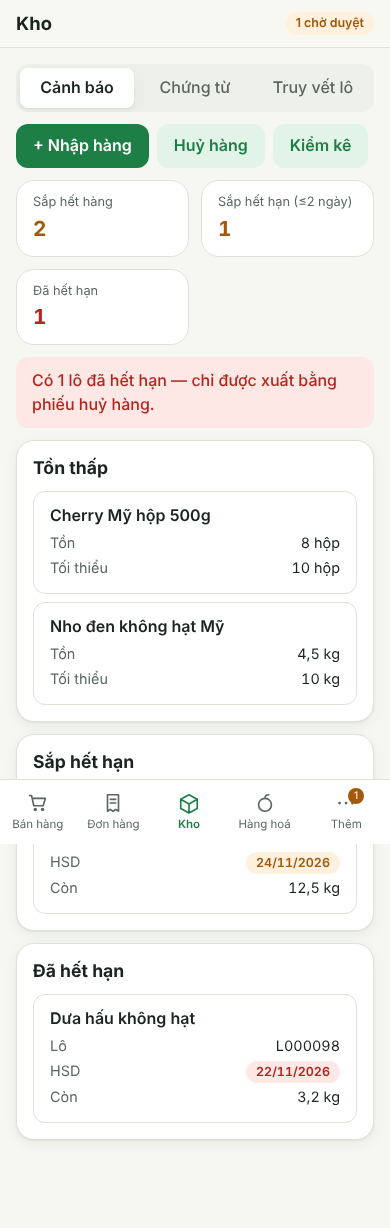 Kho
1 chờ duyệt
Cảnh báo
Chứng từ
Truy vết lô
+ Nhập hàng
Huỷ hàng
Kiểm kê
Sắp hết hàng
2
Sắp hết hạn (≤2 ngày)
1
Đã hết hạn
1
Có 1 lô đã hết hạn — chỉ được xuất bằng
phiếu huỷ hàng.
Tồn thấp
Cherry Mỹ hộp 500g
Tồn
8 hộp
Tối thiểu
10 hộp
Nho đen không hạt Mỹ
Tồn
4,5 kg
Tối thiểu
10 kg
Sắp hết hạn
Bán hàng
Đơn hàng
Kho
Hàng hoá
1
Thêm
HSD
24/11/2026
Còn
12,5 kg
Đã hết hạn
Dưa hấu không hạt
Lô
L000098
HSD
22/11/2026
Còn
3,2 kg